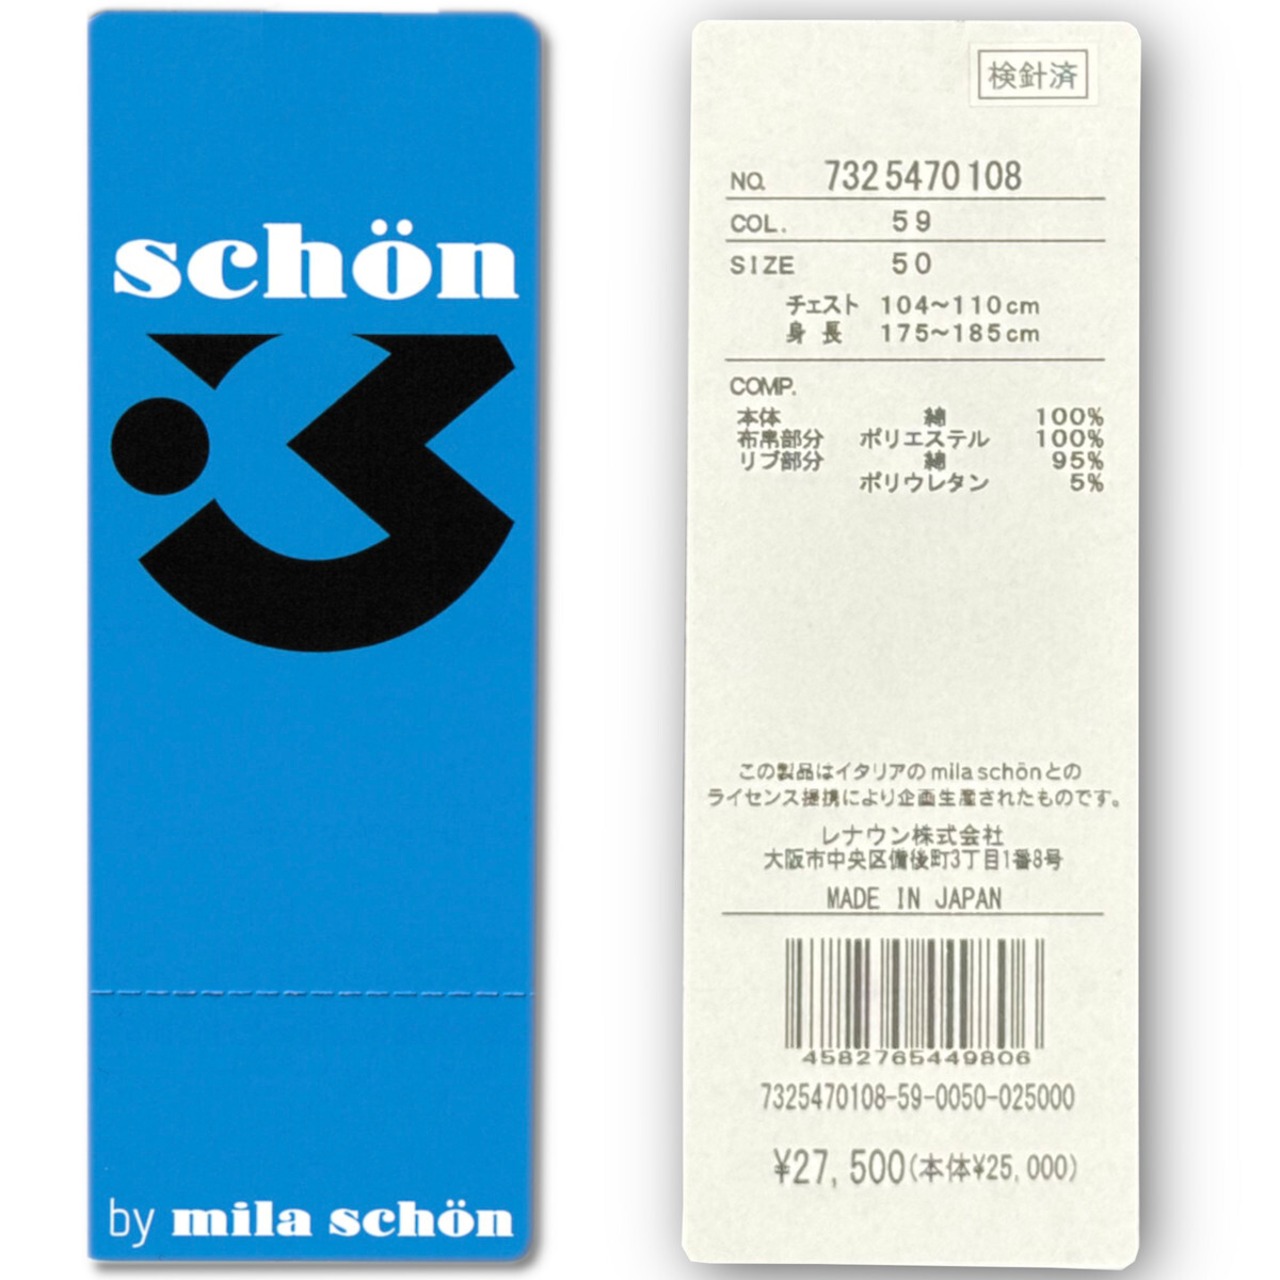 schön
by mila schön
検針済
NO. 7325470108
COL. 59
SIZE 50
チェスト 104~110cm
身長 175~185cm
COMP.
本体 綿 100%
布帛部分 ポリエステル 100%
リブ部分 綿 95%
ポリウレタン 5%
この製品はイタリアのmila schönとの
ライセンス提携により企画生産されたものです。
レナウン株式会社
大阪市中央区備後町3丁目1番8号
MADE IN JAPAN
4582765449806
7325470108-59-0050-025000
¥27,500(本体¥25,000)